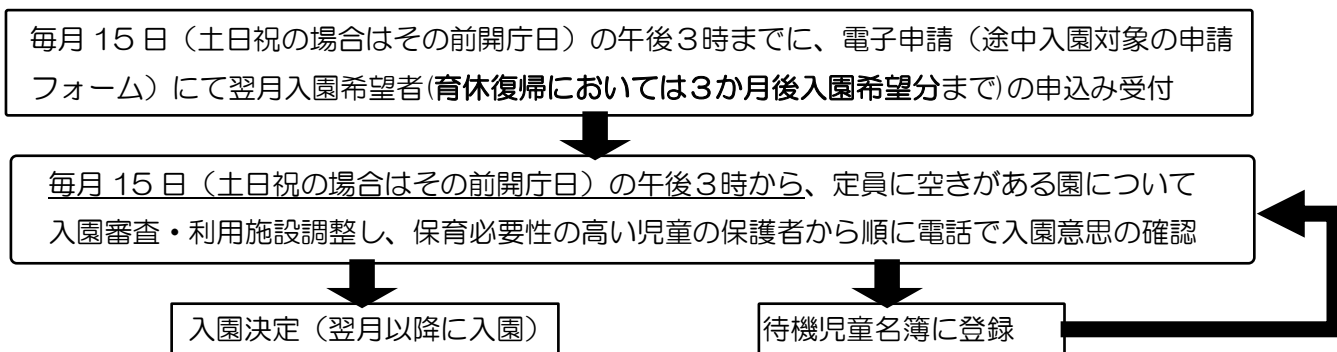 毎月15日（土日祝の場合はその前開庁日）の午後３時までに、電子申請（途中入園対象の申請
フォーム）にて翌月入園希望者(育休復帰においては３か月後入園希望分まで)の申込み受付
毎月15日（土日祝の場合はその前開庁日）の午後３時から、定員に空きがある園について
入園審査・利用施設調整し、保育必要性の高い児童の保護者から順に電話で入園意思の確認
入園決定（翌月以降に入園）
待機児童名簿に登録